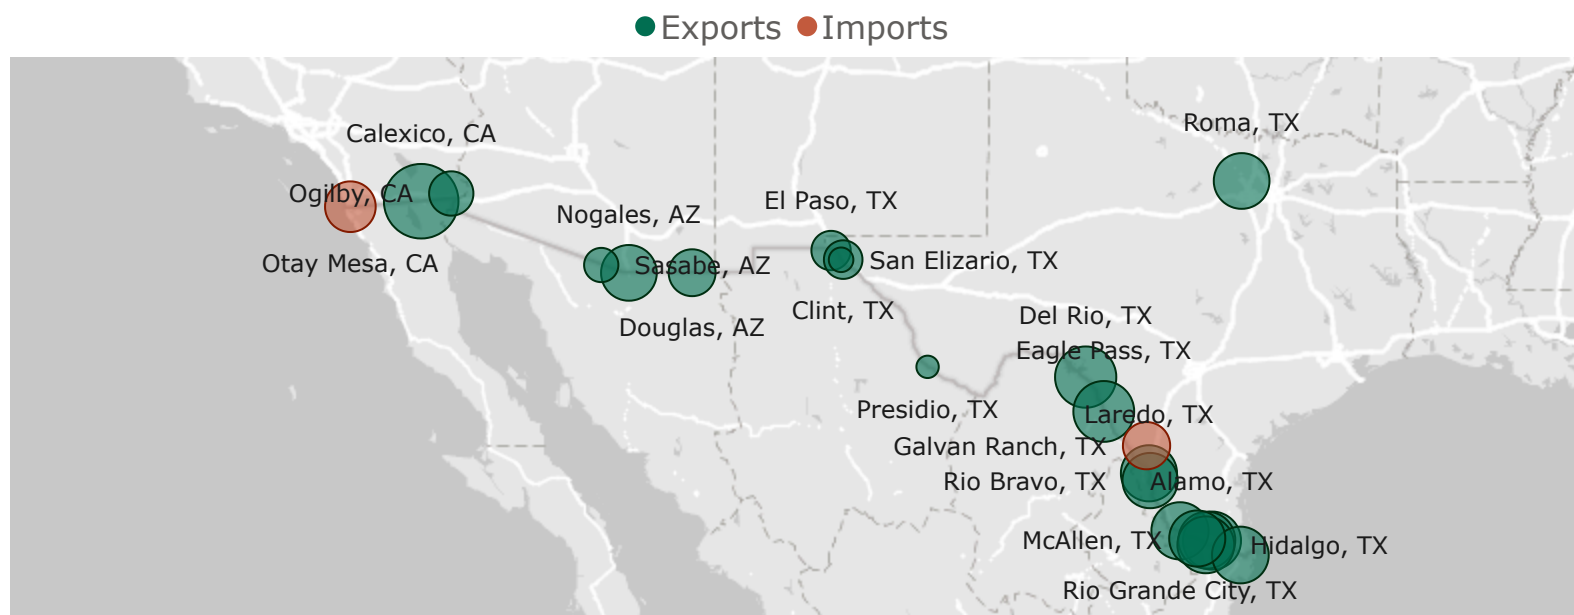 Exports Imports
Roma, TX
Calexico, CA
Ogilby, CA
El Paso, TX
Nogales, AZ
San Elizario, TX
Otay Mesa, CA
Sasabe, AZ
Clint, TX
Del Rio, TX
Douglas, AZ
Eagle Pass, TX
Presidio, TX
Laredo, TX
Galvan Ranch, TX
Rio Bravo, TX
Alamo, TX
McAllen, TX
Hidalgo, TX
Rio Grande City, TX